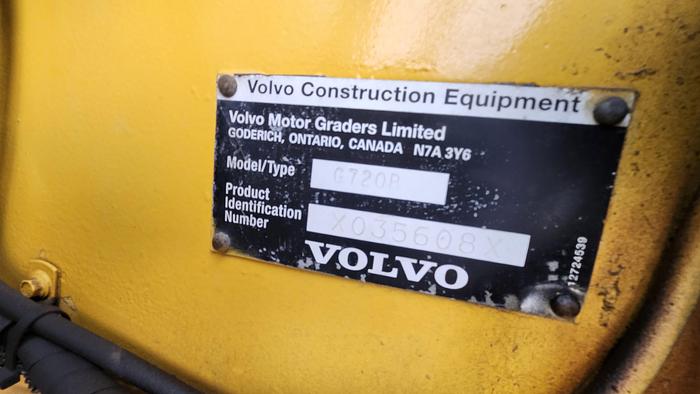 Volvo Construction Equipment
Volvo Motor Graders Limited
GODERICH, ONTARIO, CANADA N7A 3Y6
Model/Type G720B
Product
Identification
Number X035608X
VOLVO
12724539